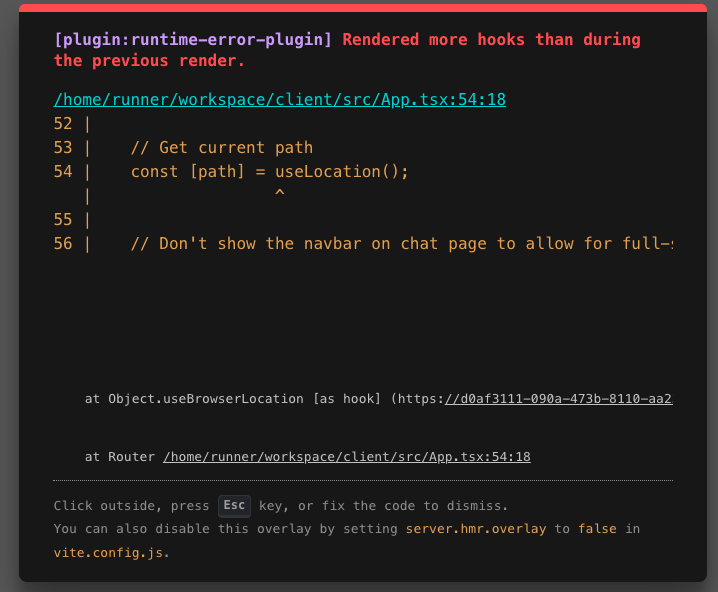 [plugin:runtime-error-plugin] Rendered more hooks than during
the previous render.
/home/runner/workspace/client/src/App.tsx:54:18
52 |
53 |    // Get current path
54 |    const [path] = useLocation();
   |                   ^
55 |
56 |    // Don't show the navbar on chat page to allow for full-
at Object.useBrowserLocation [as hook] (https://d0af3111-090a-473b-8110-aa2
at Router /home/runner/workspace/client/src/App.tsx:54:18
Click outside, press Esc key, or fix the code to dismiss.
You can also disable this overlay by setting server.hmr.overlay to false in
vite.config.js.